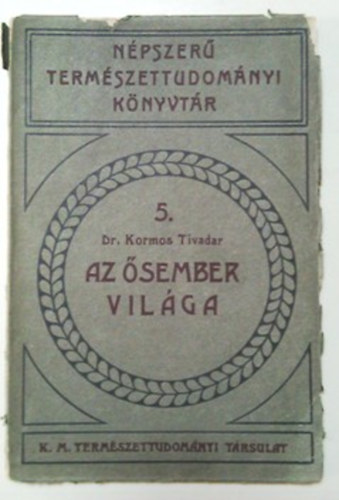 NÉPSZERŰ
TERMÉSZETTUDOMÁNYI
KÖNYVTÁR
5.
Dr. Kormos Tivadar
AZ ŐSEMBER
VILÁGA
K. M. TERMÉSZETTUDOMÁNYI TÁRSULAT